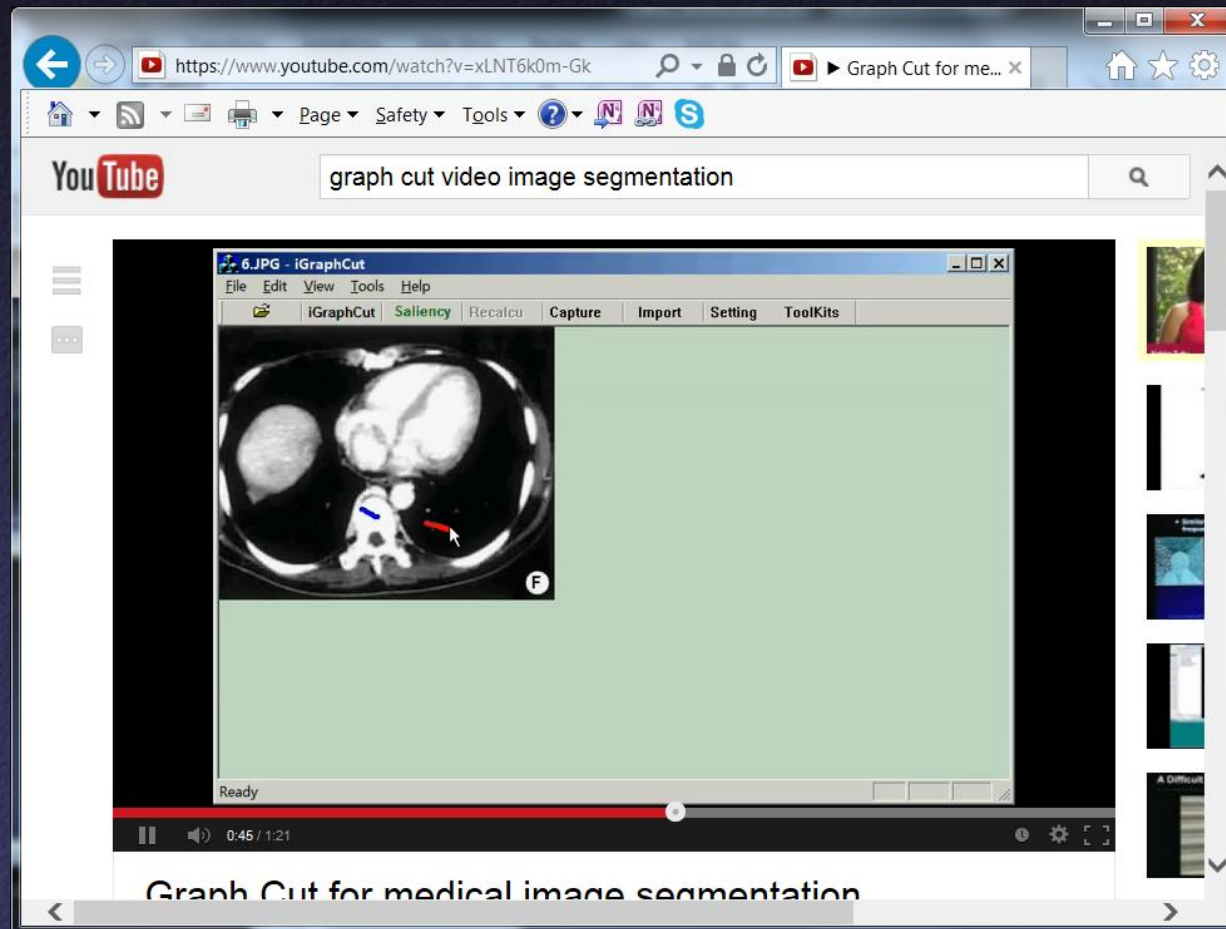 https://www.youtube.com/watch?v=xLNT6k0m-Gk
Graph Cut for me...
Page Safety Tools
YouTube
graph cut video image segmentation
6.JPG - iGraphCut
File Edit View Tools Help
iGraphCut Saliency Recalcu Capture Import Setting ToolKits
F
Ready
A Difficult
0:45 / 1:21
Graph Cut for medical image segmentation